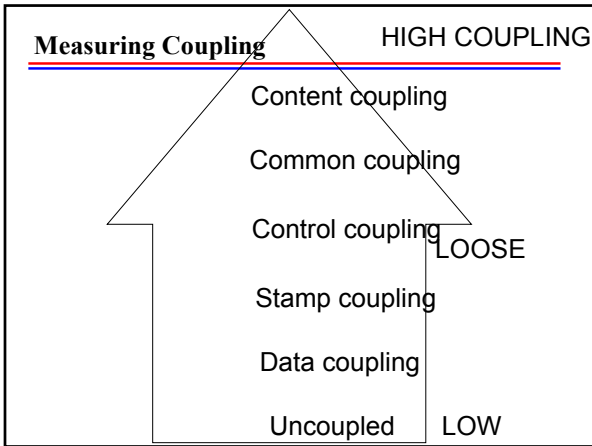 Measuring Coupling
HIGH COUPLING
Content coupling
Common coupling
Control coupling
LOOSE
Stamp coupling
Data coupling
Uncoupled
LOW